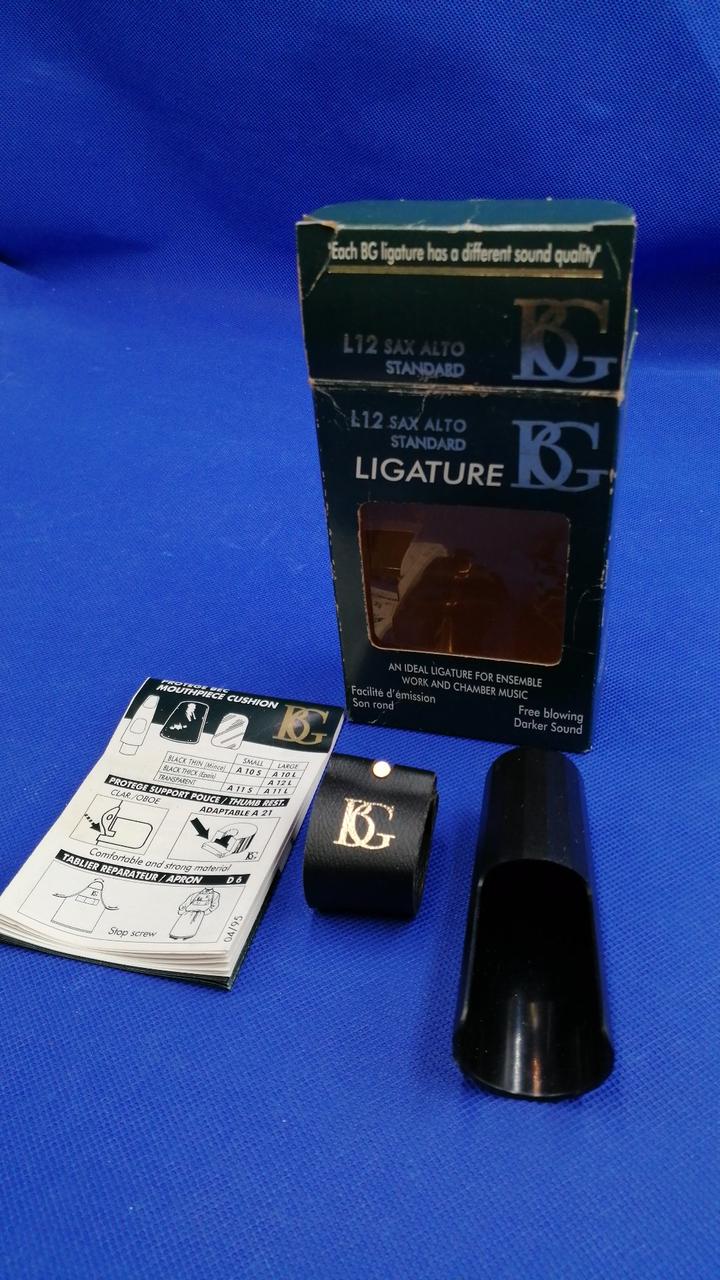 "Each BG ligature has a different sound quality"
L12 SAX ALTO
STANDARD
BG
L12 SAX ALTO
STANDARD
LIGATURE BG
AN IDEAL LIGATURE FOR ENSEMBLE
WORK AND CHAMBER MUSIC
Facilité d'émission
Son rond
Free blowing
Darker Sound
PROTEGE BEC
MOUTHPIECE CUSHION
BG
SMALL LARGE
BLACK THIN (Mince) A 10 S A 10 L
BLACK THICK (Epais) A 12 L
TRANSPARENT A 11 S A 11 L
PROTEGE SUPPORT POUCE / THUMB REST.
CLAR./OBOE
ADAPTABLE A 21
Comfortable and strong material
TABLIER REPARATEUR / APRON D 6
Stop screw
04/95
BG